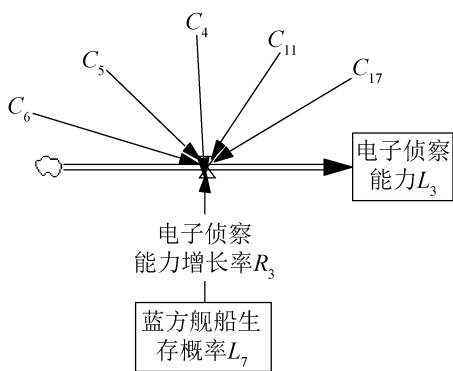 C₄
C₅
C₁₁
C₁₇
C₆
电子侦察
能力L₃
电子侦察
能力增长率R₃
蓝方舰船生
存概率L₇